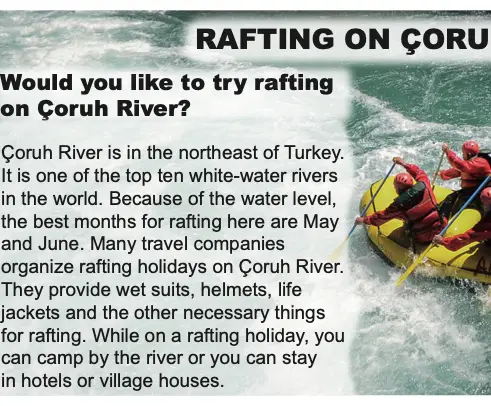 RAFTING ON ÇORU
Would you like to try rafting
on Çoruh River?
Çoruh River is in the northeast of Turkey.
It is one of the top ten white-water rivers
in the world. Because of the water level,
the best months for rafting here are May
and June. Many travel companies
organize rafting holidays on Çoruh River.
They provide wet suits, helmets, life
jackets and the other necessary things
for rafting. While on a rafting holiday, you
can camp by the river or you can stay
in hotels or village houses.